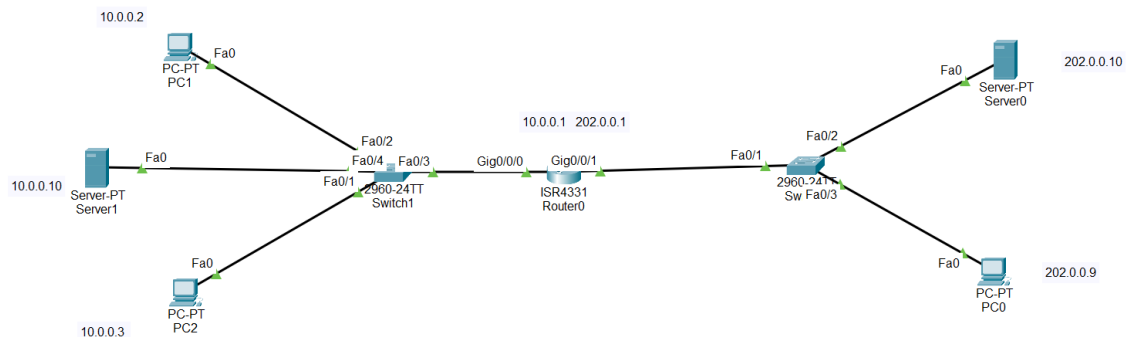 10.0.0.2
Fa0
PC-PT
PC1
Fa0/2
Fa0
Fa0/4
Fa0/3
10.0.0.10
Server-PT
Server1
Fa0/1
2960-24TT
Switch1
Fa0
PC-PT
PC2
10.0.0.3
10.0.0.1
202.0.0.1
Gig0/0/0
Gig0/0/1
ISR4331
Router0
Fa0
202.0.0.10
Server-PT
Server0
Fa0/2
Fa0/1
2960-24TT
Sw
Fa0/3
Fa0
202.0.0.9
PC-PT
PC0